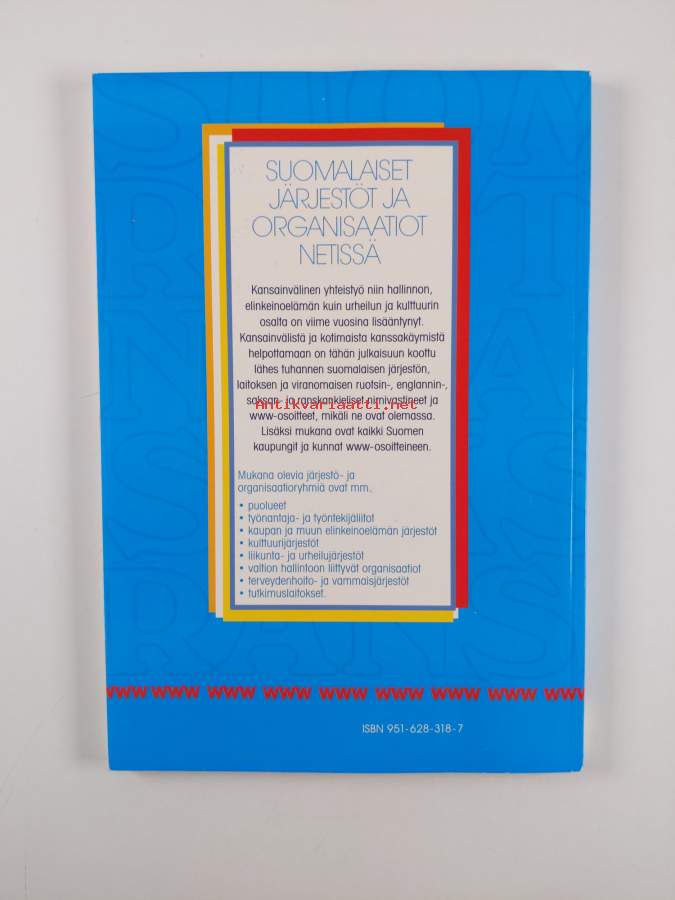 SUOMALAISET
JÄRJESTÖT JA
ORGANISAATIOT
NETISSÄ
Kansainvälinen yhteistyö niin hallinnon,
elinkeinoelämän kuin urheilun ja kulttuurin
osalta on viime vuosina lisääntynyt.
Kansainvälistä ja kotimaista kanssakäymistä
helpottamaan on tähän julkaisuun koottu
lähes tuhannen suomalaisen järjestön,
laitoksen ja viranomaisen ruotsin-, englannin-,
saksan- ja ranskankieliset nimivastineet ja
Antikvariaatti.net
www-osoitteet, mikäli ne ovat olemassa.
Lisäksi mukana ovat kaikki Suomen
kaupungit ja kunnat www-osoitteineen.
Mukana olevia järjestö- ja
organisaatioryhmiä ovat mm.
• puolueet
• työnantaja- ja työntekijäliitot
• kaupan ja muun elinkeinoelämän järjestöt
• kulttuurijärjestöt
• liikunta- ja urheilujärjestöt
• valtion hallintoon liittyvät organisaatiot
• terveydenhoito- ja vammaisjärjestöt
• tutkimuslaitokset.
www www www www www www www www www
ISBN 951-628-318-7